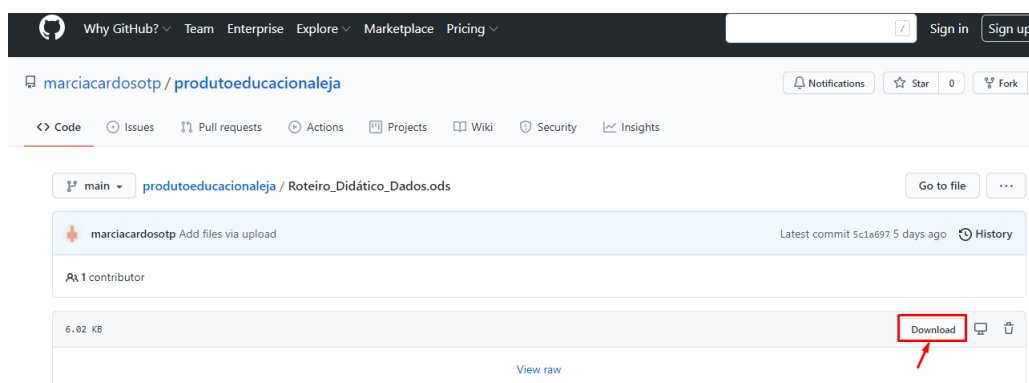 Why GitHub? Team Enterprise Explore Marketplace Pricing / Sign in Sign up
marciacardosotp / produtoeducacionaleja Notifications Star 0 Fork
<> Code Issues Pull requests Actions Projects Wiki Security Insights
main produtoeducacionaleja / Roteiro_Didático_Dados.ods Go to file ...
marciacardosotp Add files via upload Latest commit 5c1a697 5 days ago History
1 contributor
6.02 KB Download
View raw